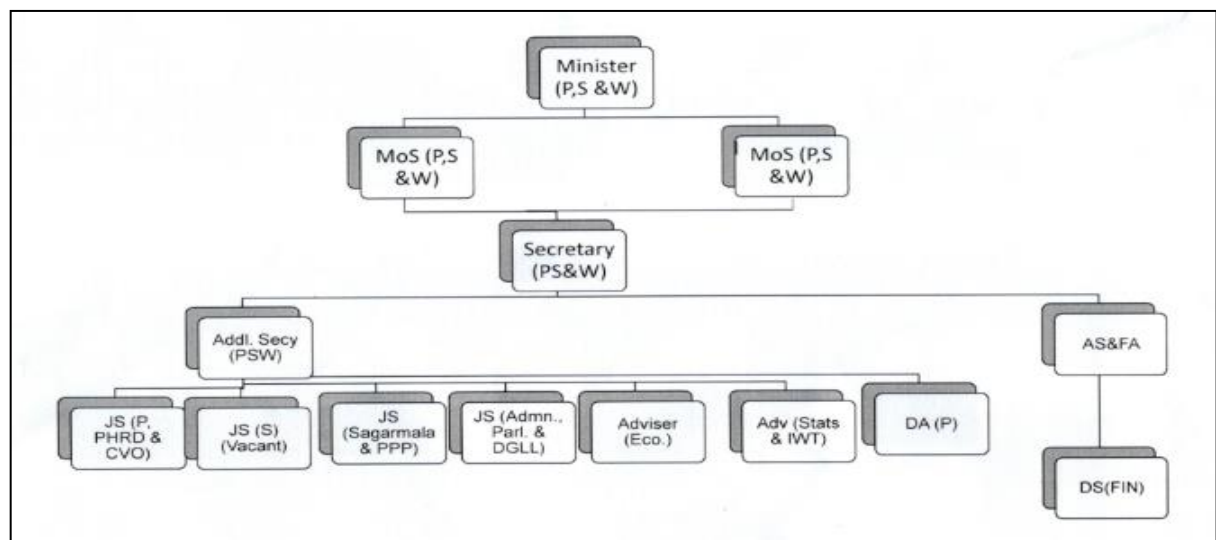 Minister
(P,S &W)
MoS (P,S
&W)
MoS (P,S
&W)
Secretary
(PS&W)
Addl. Secy
(PSW)
AS&FA
JS (P,
PHRD &
CVO)
JS (S)
(Vacant)
JS
(Sagarmala
& PPP)
JS (Admn.,
Parl. &
DGLL)
Adviser
(Eco.)
Adv (Stats
& IWT)
DA (P)
DS(FIN)